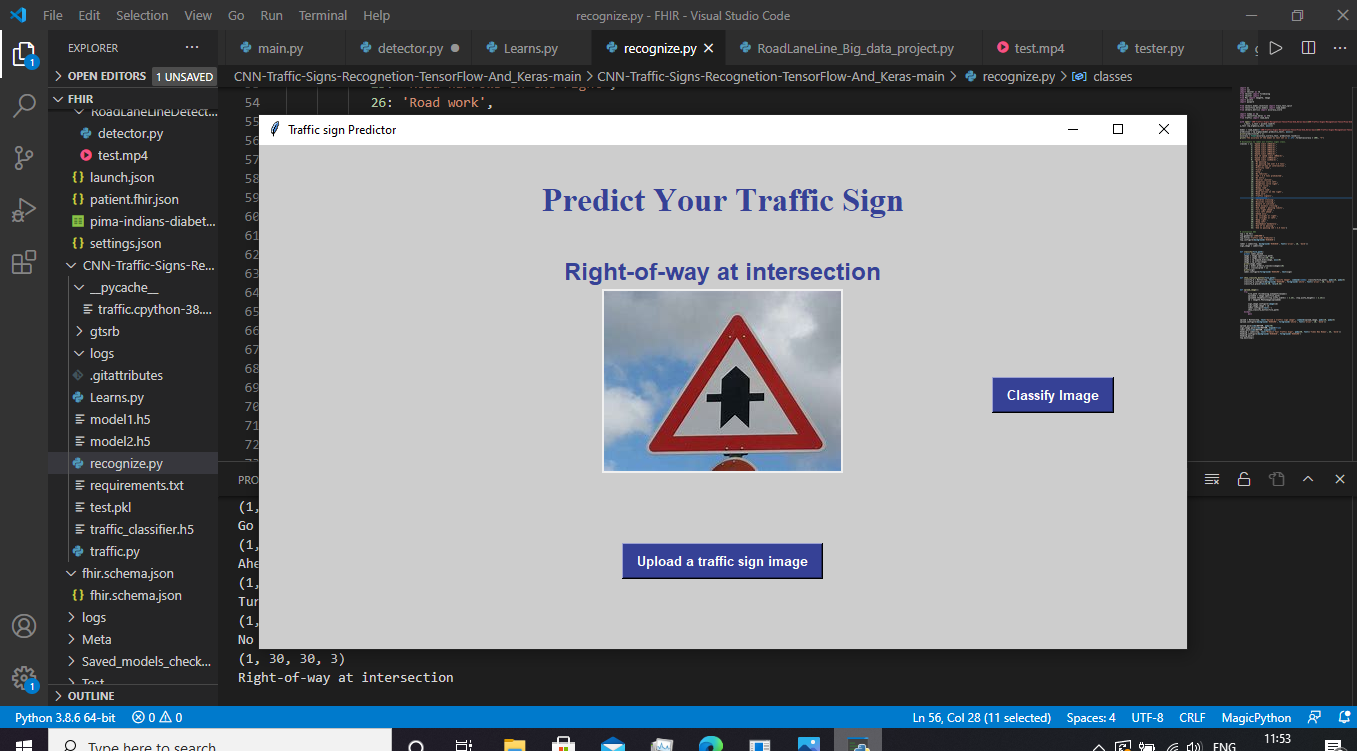 File Edit Selection View Go Run Terminal Help
recognize.py - FHIR - Visual Studio Code
EXPLORER
main.py detector.py Learns.py recognize.py RoadLaneLine_Big_data_project.py test.mp4 tester.py
OPEN EDITORS 1 UNSAVED
CNN-Traffic-Signs-Recognetion-TensorFlow-And_Keras-main > CNN-Traffic-Signs-Recognetion-TensorFlow-And_Keras-main > recognize.py > classes
FHIR
RoadLaneLineDetect...
detector.py
test.mp4
launch.json
patient.fhir.json
pima-indians-diabet...
settings.json
CNN-Traffic-Signs-Re...
__pycache__
traffic.cpython-38....
gtsrb
logs
.gitattributes
Learns.py
model1.h5
model2.h5
recognize.py
requirements.txt
test.pkl
traffic_classifier.h5
traffic.py
fhir.schema.json
fhir.schema.json
logs
Meta
Saved_models_check...
Test
OUTLINE
54 26: 'Road work',
55
56
57
58
59
60
61
62
63
64
65
66
67
68
69
70
71
72
Traffic sign Predictor
Predict Your Traffic Sign
Right-of-way at intersection
Classify Image
Upload a traffic sign image
PRO
(1,
Go
(1,
Ahe
(1,
Tur
(1,
No
(1, 30, 30, 3)
Right-of-way at intersection
Python 3.8.6 64-bit 0 0
Ln 56, Col 28 (11 selected) Spaces: 4 UTF-8 CRLF MagicPython
1
1
Type here to search
ENG
11:53